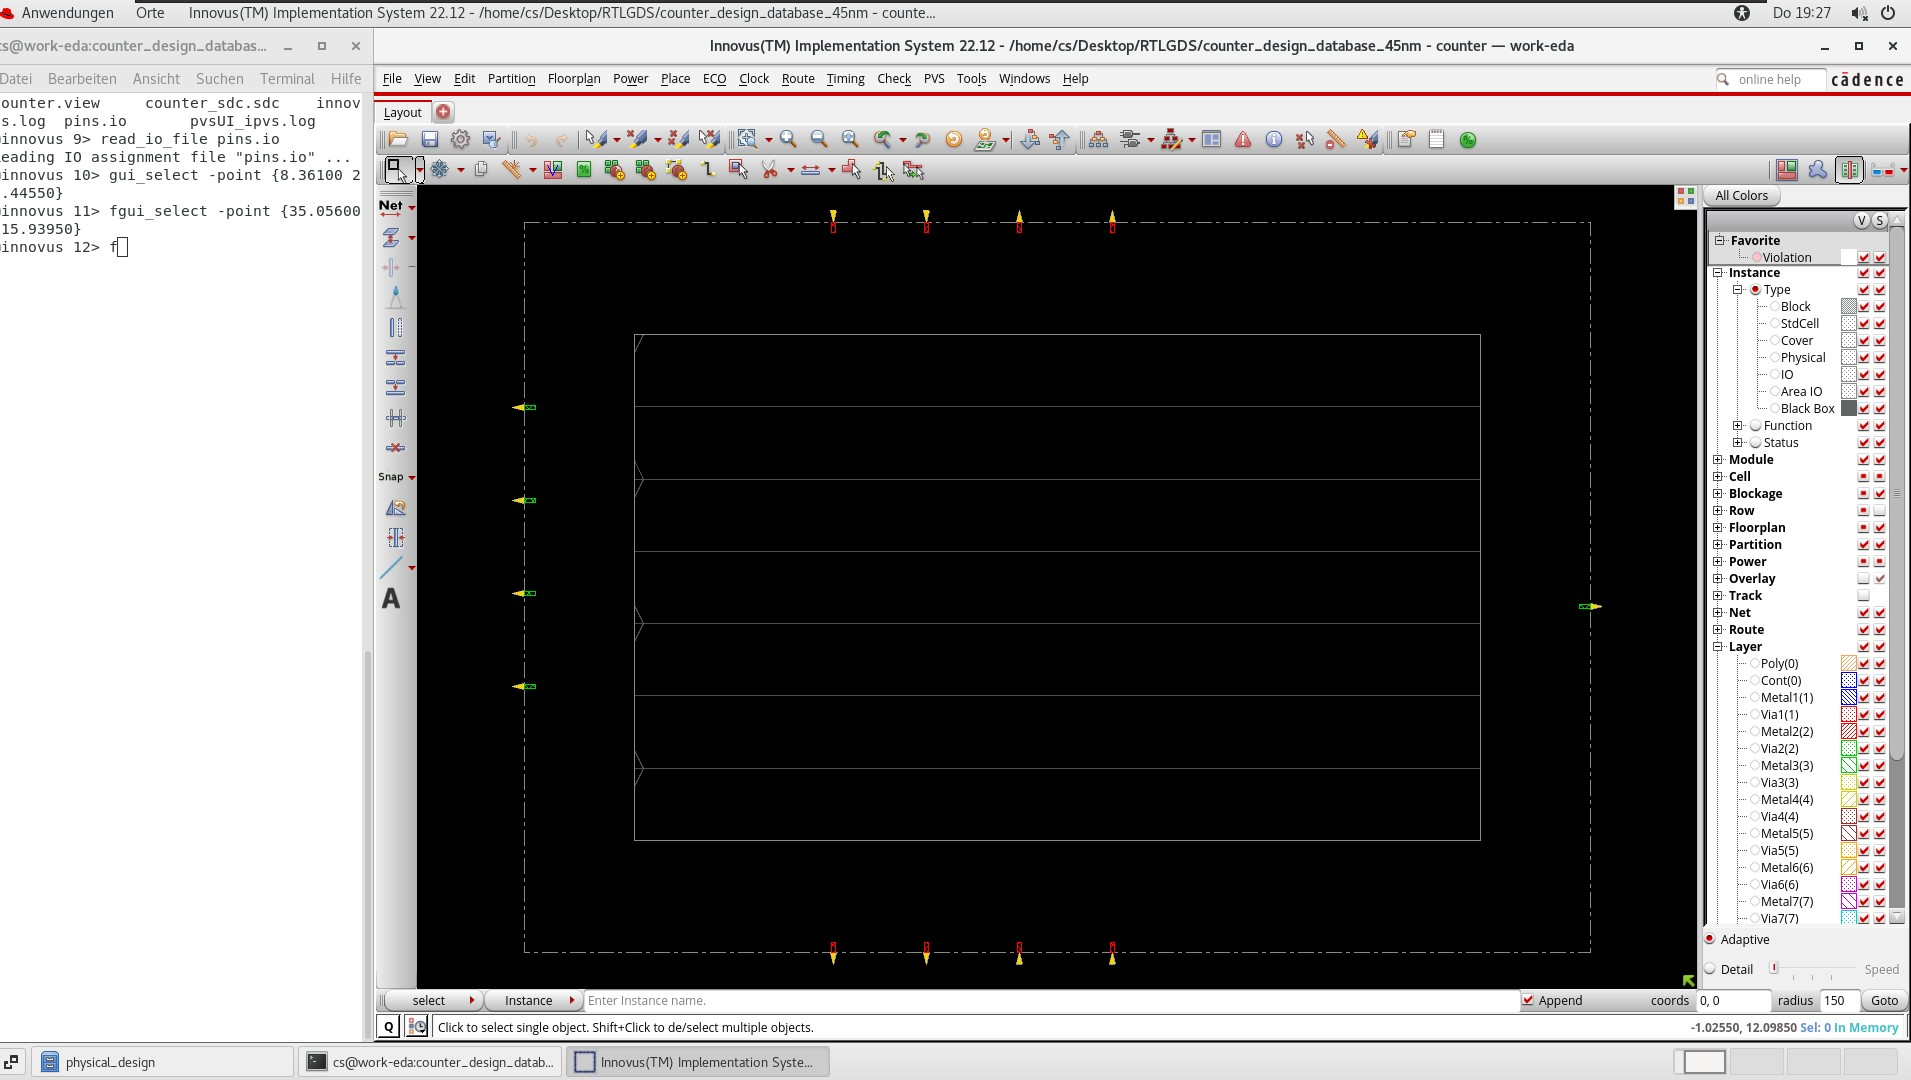 Anwendungen Orte Innovus(TM) Implementation System 22.12 - /home/cs/Desktop/RTLGDS/counter_design_database_45nm - counte... Do 19:27
cs@work-eda:counter_design_databas...
Datei Bearbeiten Ansicht Suchen Terminal Hilfe
ounter.view counter_sdc.sdc innov
s.log pins.io pvsUI_ipvs.log
innovus 9> read_io_file pins.io
eading IO assignment file "pins.io" ...
innovus 10> gui_select -point {8.36100 2
.44550}
innovus 11> fgui_select -point {35.05600
15.93950}
innovus 12> f
Innovus(TM) Implementation System 22.12 - /home/cs/Desktop/RTLGDS/counter_design_database_45nm - counter — work-eda
File View Edit Partition Floorplan Power Place ECO Clock Route Timing Check PVS Tools Windows Help
online help cādence
Layout
Net
Snap
A
All Colors
V S
Favorite
Violation
Instance
Type
Block
StdCell
Cover
Physical
IO
Area IO
Black Box
Function
Status
Module
Cell
Blockage
Row
Floorplan
Partition
Power
Overlay
Track
Net
Route
Layer
Poly(0)
Cont(0)
Metal1(1)
Via1(1)
Metal2(2)
Via2(2)
Metal3(3)
Via3(3)
Metal4(4)
Via4(4)
Metal5(5)
Via5(5)
Metal6(6)
Via6(6)
Metal7(7)
Via7(7)
Adaptive
Detail Speed
select Instance Enter Instance name. Append coords 0, 0 radius 150 Goto
Q Click to select single object. Shift+Click to de/select multiple objects. -1.02550, 12.09850 Sel: 0 In Memory
physical_design cs@work-eda:counter_design_datab... Innovus(TM) Implementation Syste...